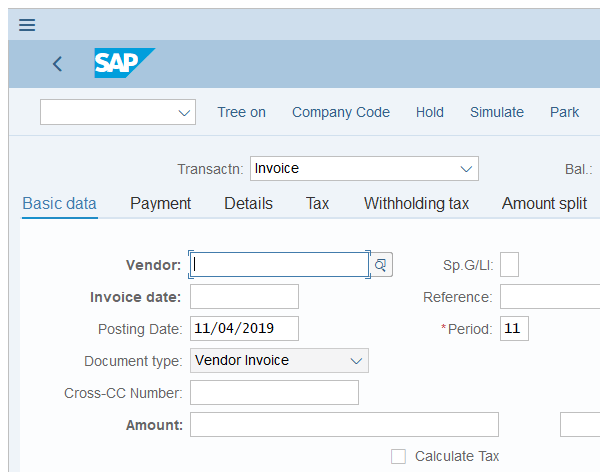 SAP
Tree on Company Code Hold Simulate Park
Transactn: Invoice Bal.:
Basic data Payment Details Tax Withholding tax Amount split
Vendor: Sp.G/LI:
Invoice date: Reference:
Posting Date: 11/04/2019 *Period: 11
Document type: Vendor Invoice
Cross-CC Number:
Amount:
Calculate Tax